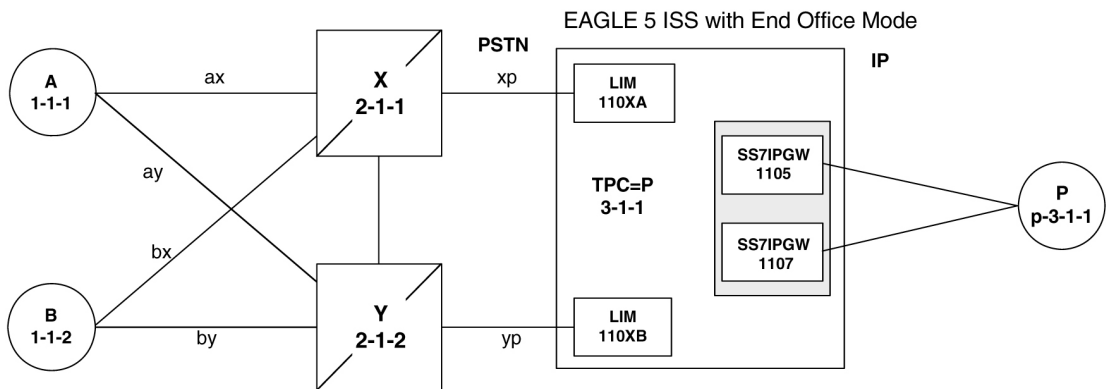 EAGLE 5 ISS with End Office Mode
PSTN
IP
A
1-1-1
ax
X
2-1-1
xp
LIM
110XA
ay
SS7IPGW
1105
TPC=P
3-1-1
P
p-3-1-1
bx
SS7IPGW
1107
B
1-1-2
by
Y
2-1-2
yp
LIM
110XB